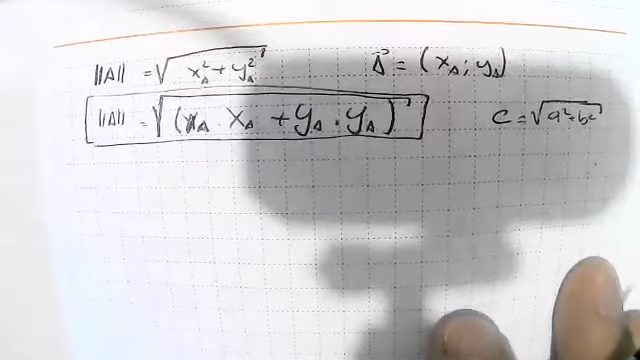 ||A|| = √(x_A² + y_A²)    A⃗ = (x_A ; y_A)
||A|| = √(x_A · x_A + y_A · y_A)    c = √(a² + b²)